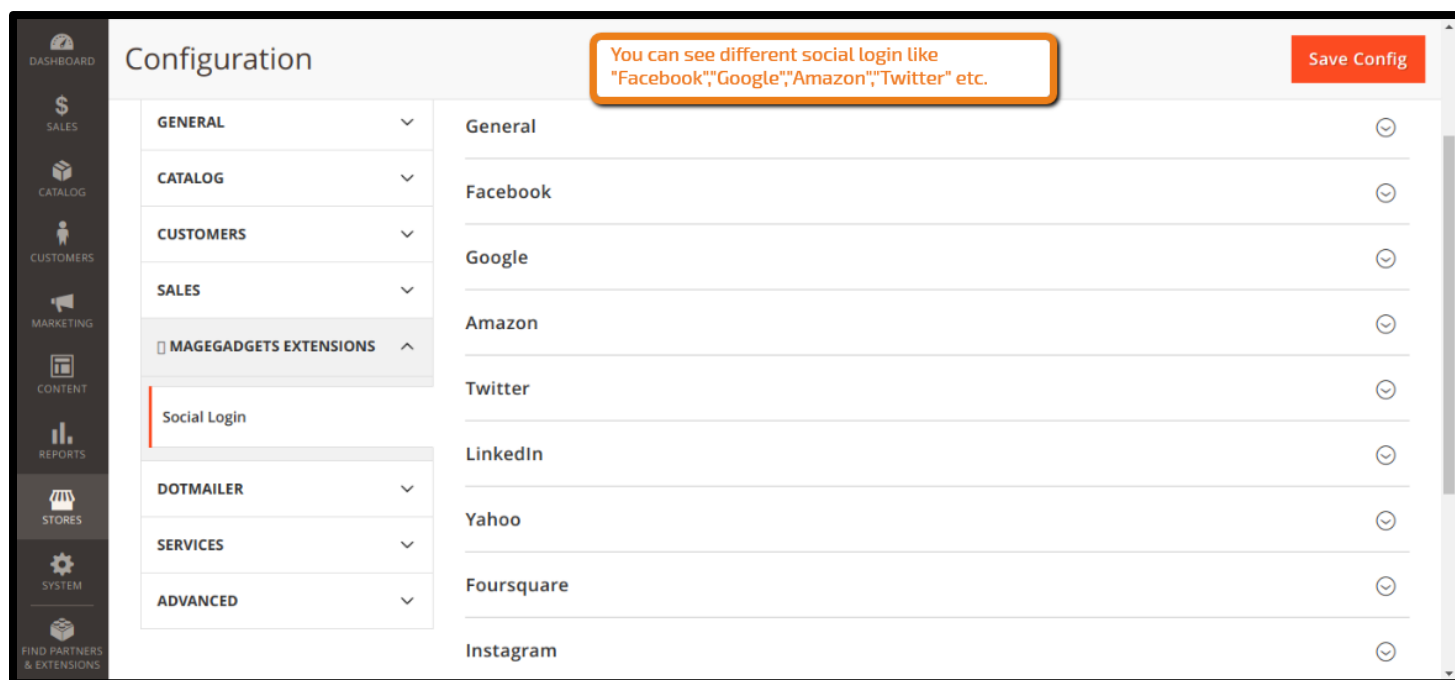 DASHBOARD
SALES
CATALOG
CUSTOMERS
MARKETING
CONTENT
REPORTS
STORES
SYSTEM
FIND PARTNERS
& EXTENSIONS
Configuration
You can see different social login like
"Facebook","Google","Amazon","Twitter" etc.
Save Config
GENERAL
CATALOG
CUSTOMERS
SALES
MAGEGADGETS EXTENSIONS
Social Login
DOTMAILER
SERVICES
ADVANCED
General
Facebook
Google
Amazon
Twitter
LinkedIn
Yahoo
Foursquare
Instagram